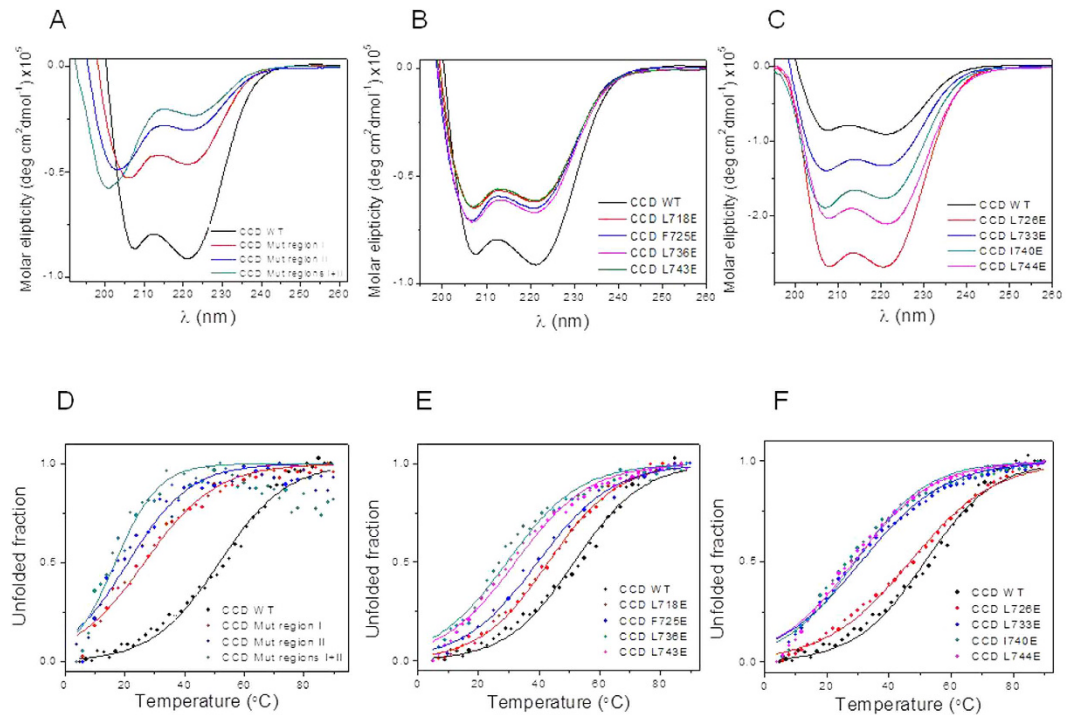 A
Molar elipticity (deg cm²dmol⁻¹) x10⁵
0.0
-0.5
-1.0
200 210 220 230 240 250 260
λ (nm)
CCD WT
CCD Mut region I
CCD Mut region II
CCD Mut regions I+II
B
Molar elipticity (deg cm²dmol⁻¹) x10⁵
0.0
-0.5
-1.0
200 210 220 230 240 250 260
λ (nm)
CCD WT
CCD L718E
CCD F725E
CCD L736E
CCD L743E
C
Molar elipticity (deg cm²dmol⁻¹) x10⁵
0.0
-1.0
-2.0
200 210 220 230 240 250 260
λ (nm)
CCD WT
CCD L726E
CCD L733E
CCD I740E
CCD L744E
D
Unfolded fraction
1.0
0.5
0.0
0 20 40 60 80
Temperature (°C)
CCD WT
CCD Mut region I
CCD Mut region II
CCD Mut regions I+II
E
Unfolded fraction
1.0
0.5
0.0
0 20 40 60 80
Temperature (°C)
CCD WT
CCD L718E
CCD F725E
CCD L736E
CCD L743E
F
Unfolded fraction
1.0
0.5
0.0
0 20 40 60 80
Temperature (°C)
CCD WT
CCD L726E
CCD L733E
CCD I740E
CCD L744E